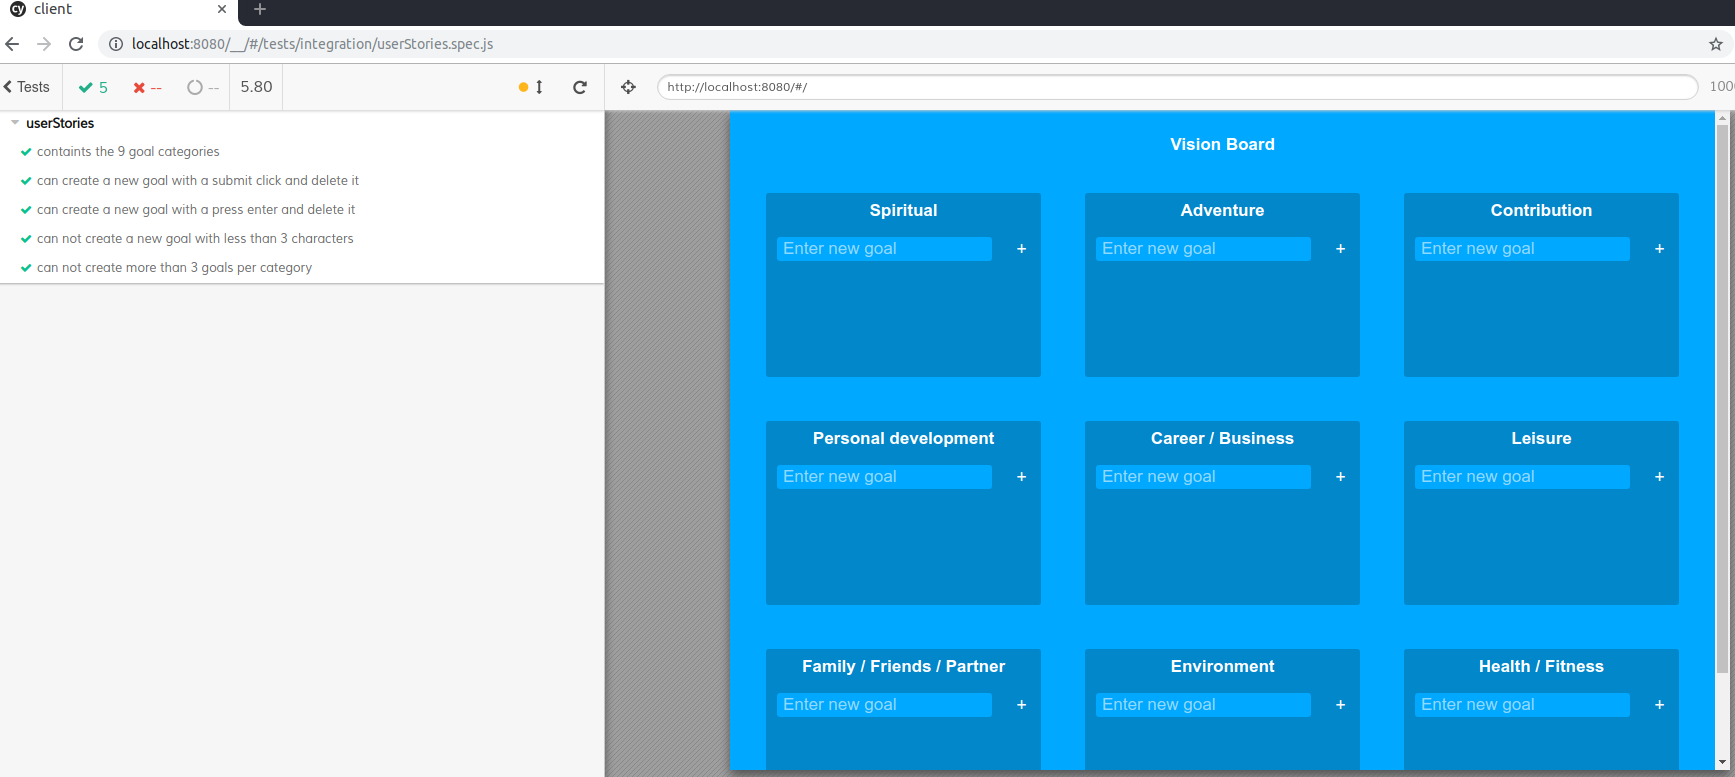 cy client × +
localhost:8080/__/#/tests/integration/userStories.spec.js
Tests 5 -- -- 5.80 http://localhost:8080/#/ 100
userStories
containts the 9 goal categories
can create a new goal with a submit click and delete it
can create a new goal with a press enter and delete it
can not create a new goal with less than 3 characters
can not create more than 3 goals per category
Vision Board
Spiritual Adventure Contribution
Enter new goal + Enter new goal + Enter new goal +
Personal development Career / Business Leisure
Enter new goal + Enter new goal + Enter new goal +
Family / Friends / Partner Environment Health / Fitness
Enter new goal + Enter new goal + Enter new goal +